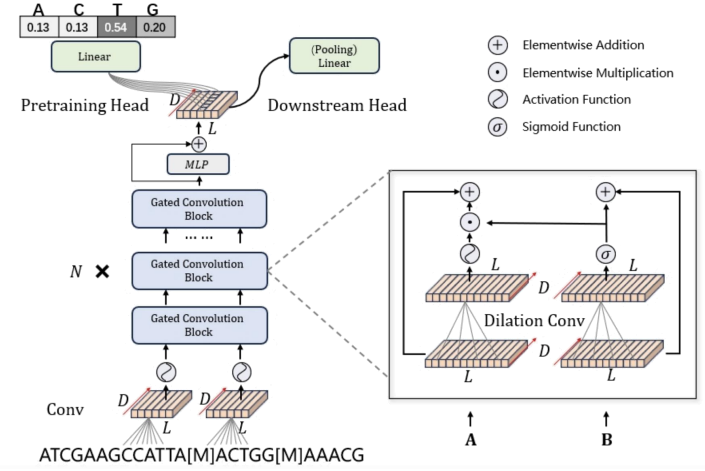 A C T G
0.13 0.13 0.54 0.20
Linear
(Pooling)
Linear
Pretraining Head
D
L
Downstream Head
+
MLP
Gated Convolution
Block
... ...
N ×
Gated Convolution
Block
Gated Convolution
Block
Conv
D
L
D
L
ATCGAAGCCATTA[M]ACTGG[M]AAACG
+ Elementwise Addition
Elementwise Multiplication
Activation Function
σ Sigmoid Function
+ +
σ
L
D
L
Dilation Conv
D
L
L
A B